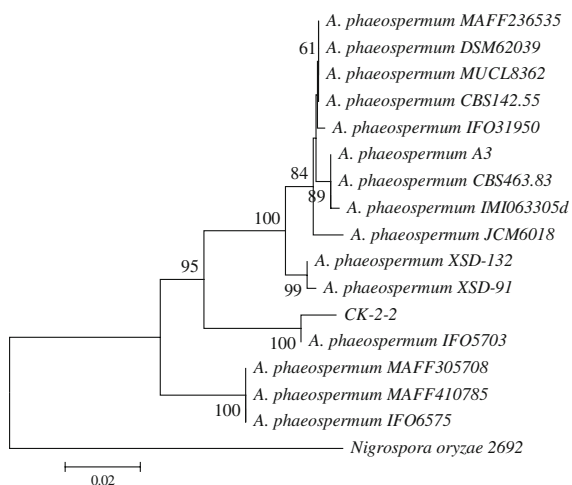 A. phaeospermum MAFF236535
61
A. phaeospermum DSM62039
A. phaeospermum MUCL8362
A. phaeospermum CBS142.55
A. phaeospermum IFO31950
A. phaeospermum A3
84
A. phaeospermum CBS463.83
89
A. phaeospermum IMI063305d
100
A. phaeospermum JCM6018
95
A. phaeospermum XSD-132
99
A. phaeospermum XSD-91
CK-2-2
100
A. phaeospermum IFO5703
A. phaeospermum MAFF305708
A. phaeospermum MAFF410785
100
A. phaeospermum IFO6575
Nigrospora oryzae 2692
0.02